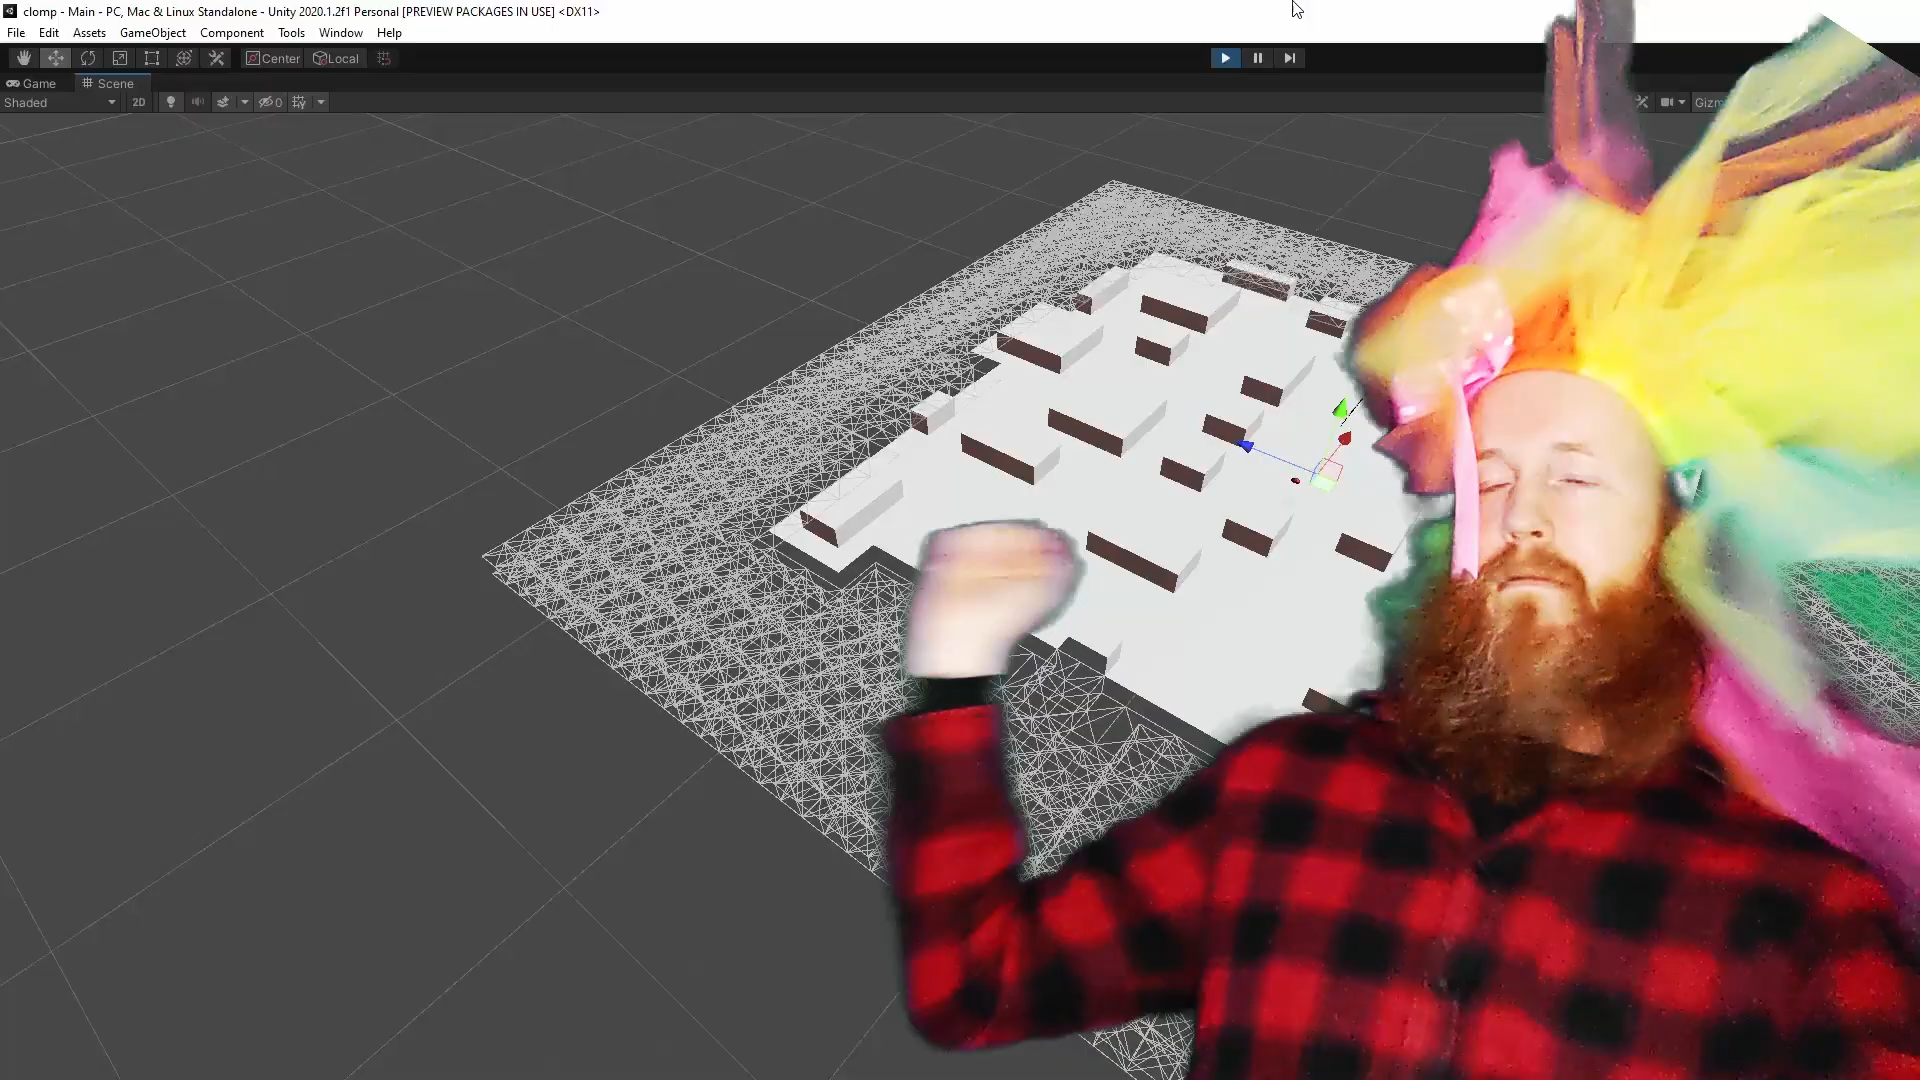 clomp - Main - PC, Mac & Linux Standalone - Unity 2020.1.2f1 Personal [PREVIEW PACKAGES IN USE] <DX11>
File Edit Assets GameObject Component Tools Window Help
Center Local
Game Scene
Shaded 2D 0 Gizm